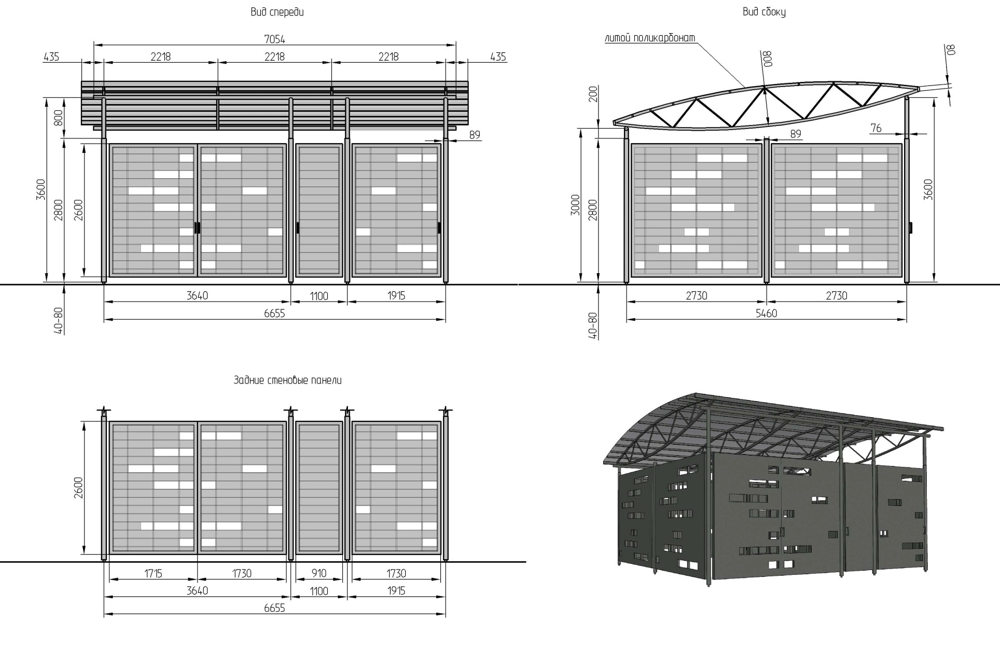 Вид спереди
7054
435 2218 2218 2218 435
800
89
3600
2800
2600
3640 1100 1915
6655
40-80
Вид сбоку
литой поликарбонат
800
80
200
89
76
3000
2800
3600
2730 2730
5460
40-80
Задние стеновые панели
2600
1715 1730 910 1730
3640 1100 1915
6655